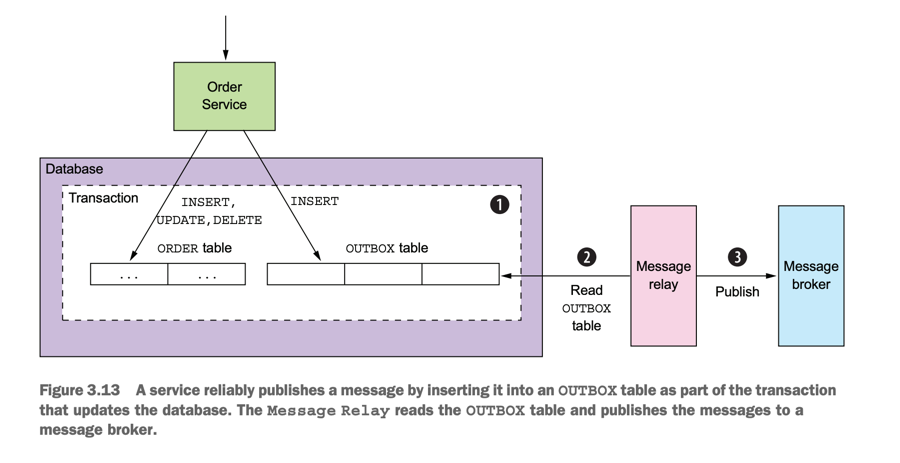 Order
Service
Database
Transaction
INSERT,
UPDATE,DELETE
INSERT
1
ORDER table
OUTBOX table
...
...
2
Read
OUTBOX
table
Message
relay
3
Publish
Message
broker
Figure 3.13 A service reliably publishes a message by inserting it into an OUTBOX table as part of the transaction
that updates the database. The Message Relay reads the OUTBOX table and publishes the messages to a
message broker.